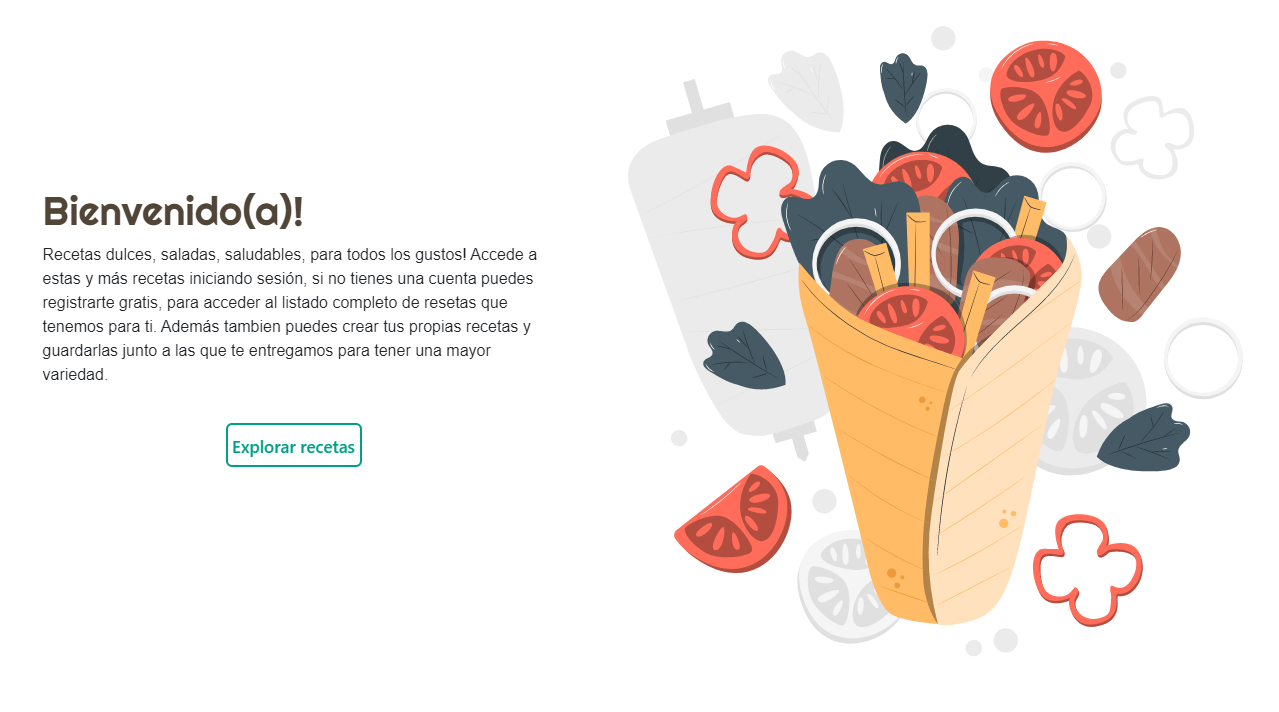 Bienvenido(a)!
Recetas dulces, saladas, saludables, para todos los gustos! Accede a
estas y más recetas iniciando sesión, si no tienes una cuenta puedes
registrarte gratis, para acceder al listado completo de resetas que
tenemos para ti. Además tambien puedes crear tus propias recetas y
guardarlas junto a las que te entregamos para tener una mayor
variedad.
Explorar recetas